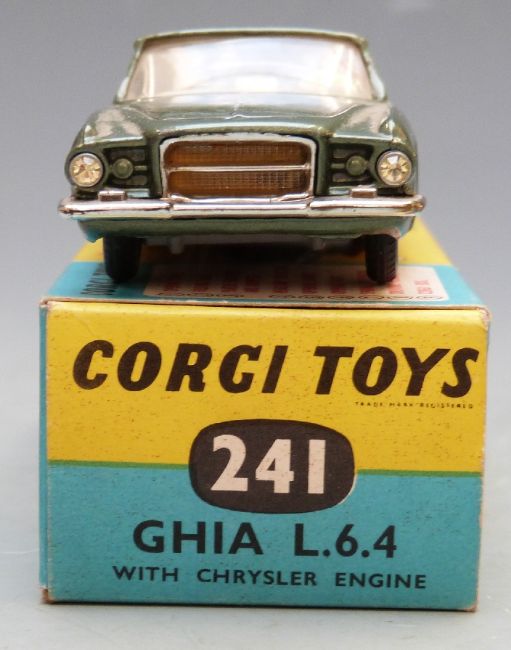 CORGI TOYS
TRADE MARK REGISTERED
241
GHIA L.6.4
WITH CHRYSLER ENGINE